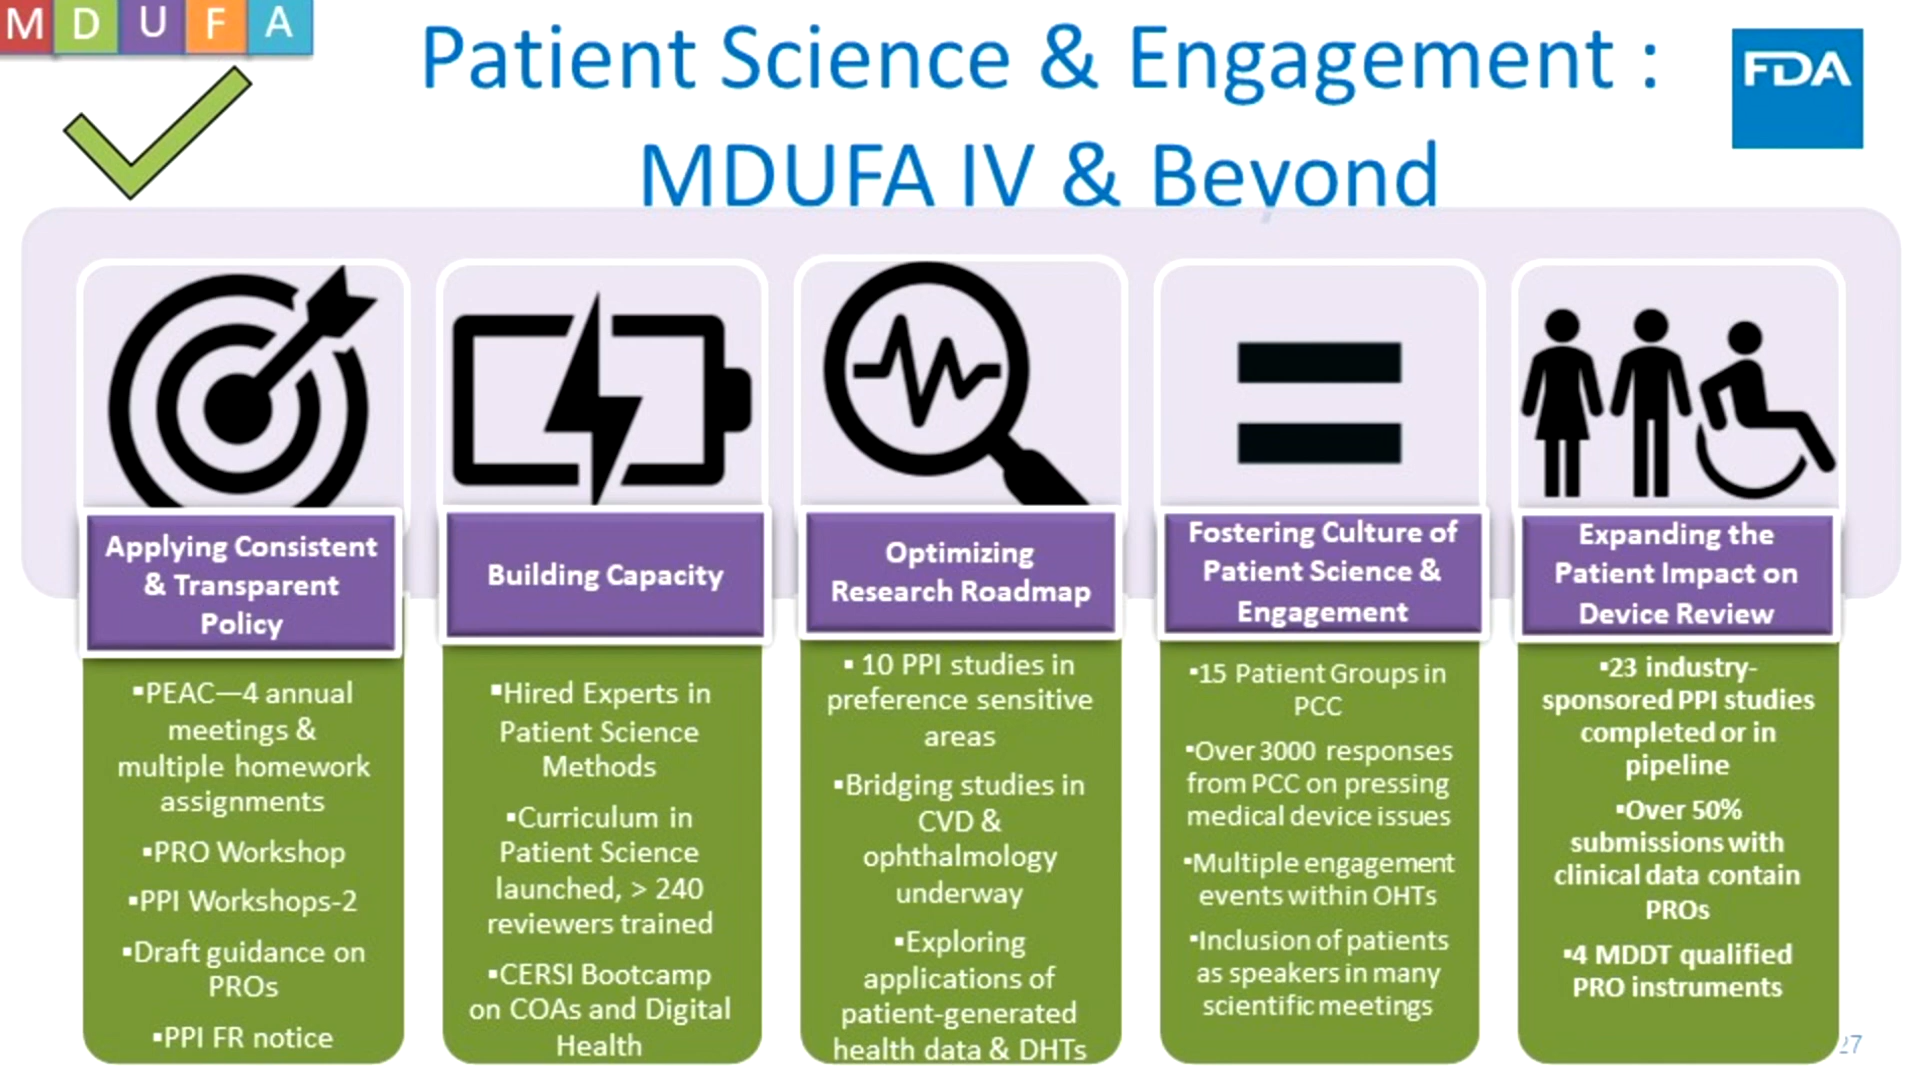 M D U F A
Patient Science & Engagement :
MDUFA IV & Beyond
FDA
Applying Consistent
& Transparent
Policy
▪PEAC—4 annual
meetings &
multiple homework
assignments
▪PRO Workshop
▪PPI Workshops-2
▪Draft guidance on
PROs
▪PPI FR notice
Building Capacity
▪Hired Experts in
Patient Science
Methods
▪Curriculum in
Patient Science
launched, > 240
reviewers trained
▪CERSI Bootcamp
on COAs and Digital
Health
Optimizing
Research Roadmap
▪ 10 PPI studies in
preference sensitive
areas
▪Bridging studies in
CVD &
ophthalmology
underway
▪Exploring
applications of
patient-generated
health data & DHTs
Fostering Culture of
Patient Science &
Engagement
▪15 Patient Groups in
PCC
▪Over 3000 responses
from PCC on pressing
medical device issues
▪Multiple engagement
events within OHTs
▪Inclusion of patients
as speakers in many
scientific meetings
Expanding the
Patient Impact on
Device Review
▪23 industry-
sponsored PPI studies
completed or in
pipeline
▪Over 50%
submissions with
clinical data contain
PROs
▪4 MDDT qualified
PRO instruments
27